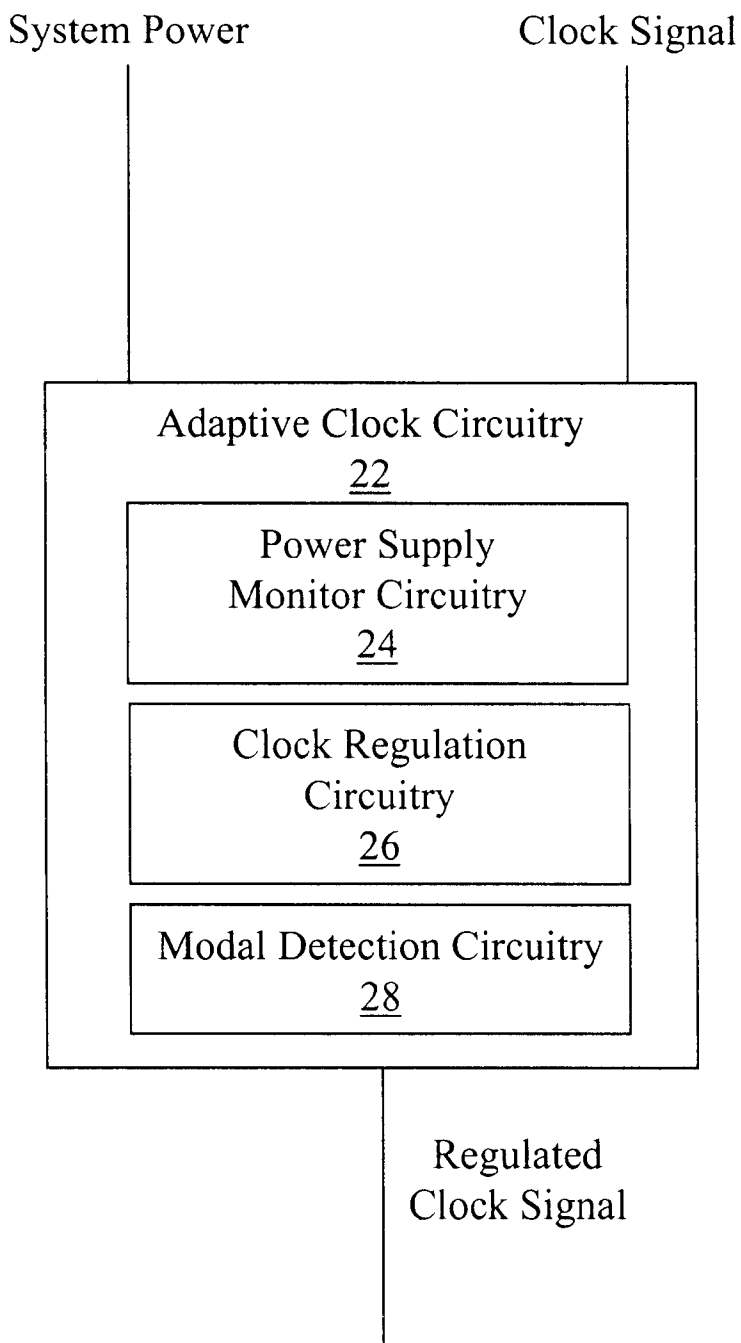 System Power
Clock Signal
Adaptive Clock Circuitry
22
Power Supply
Monitor Circuitry
24
Clock Regulation
Circuitry
26
Modal Detection Circuitry
28
Regulated
Clock Signal